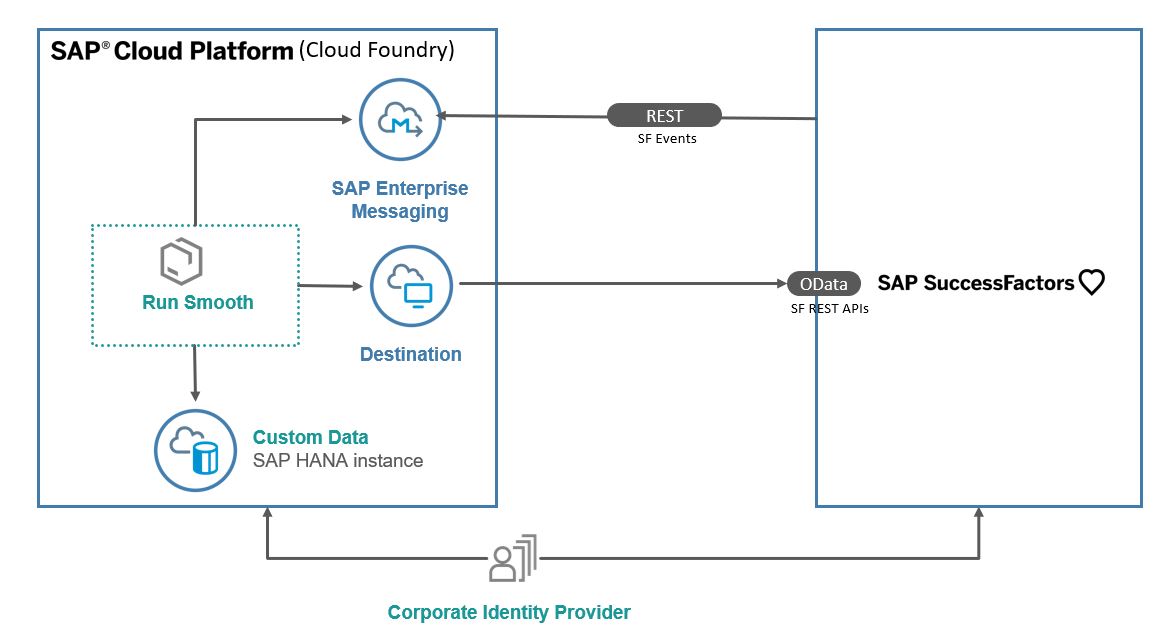 SAP® Cloud Platform (Cloud Foundry)
REST
SF Events
SAP Enterprise
Messaging
Run Smooth
OData
SF REST APIs
SAP SuccessFactors
Destination
Custom Data
SAP HANA instance
Corporate Identity Provider